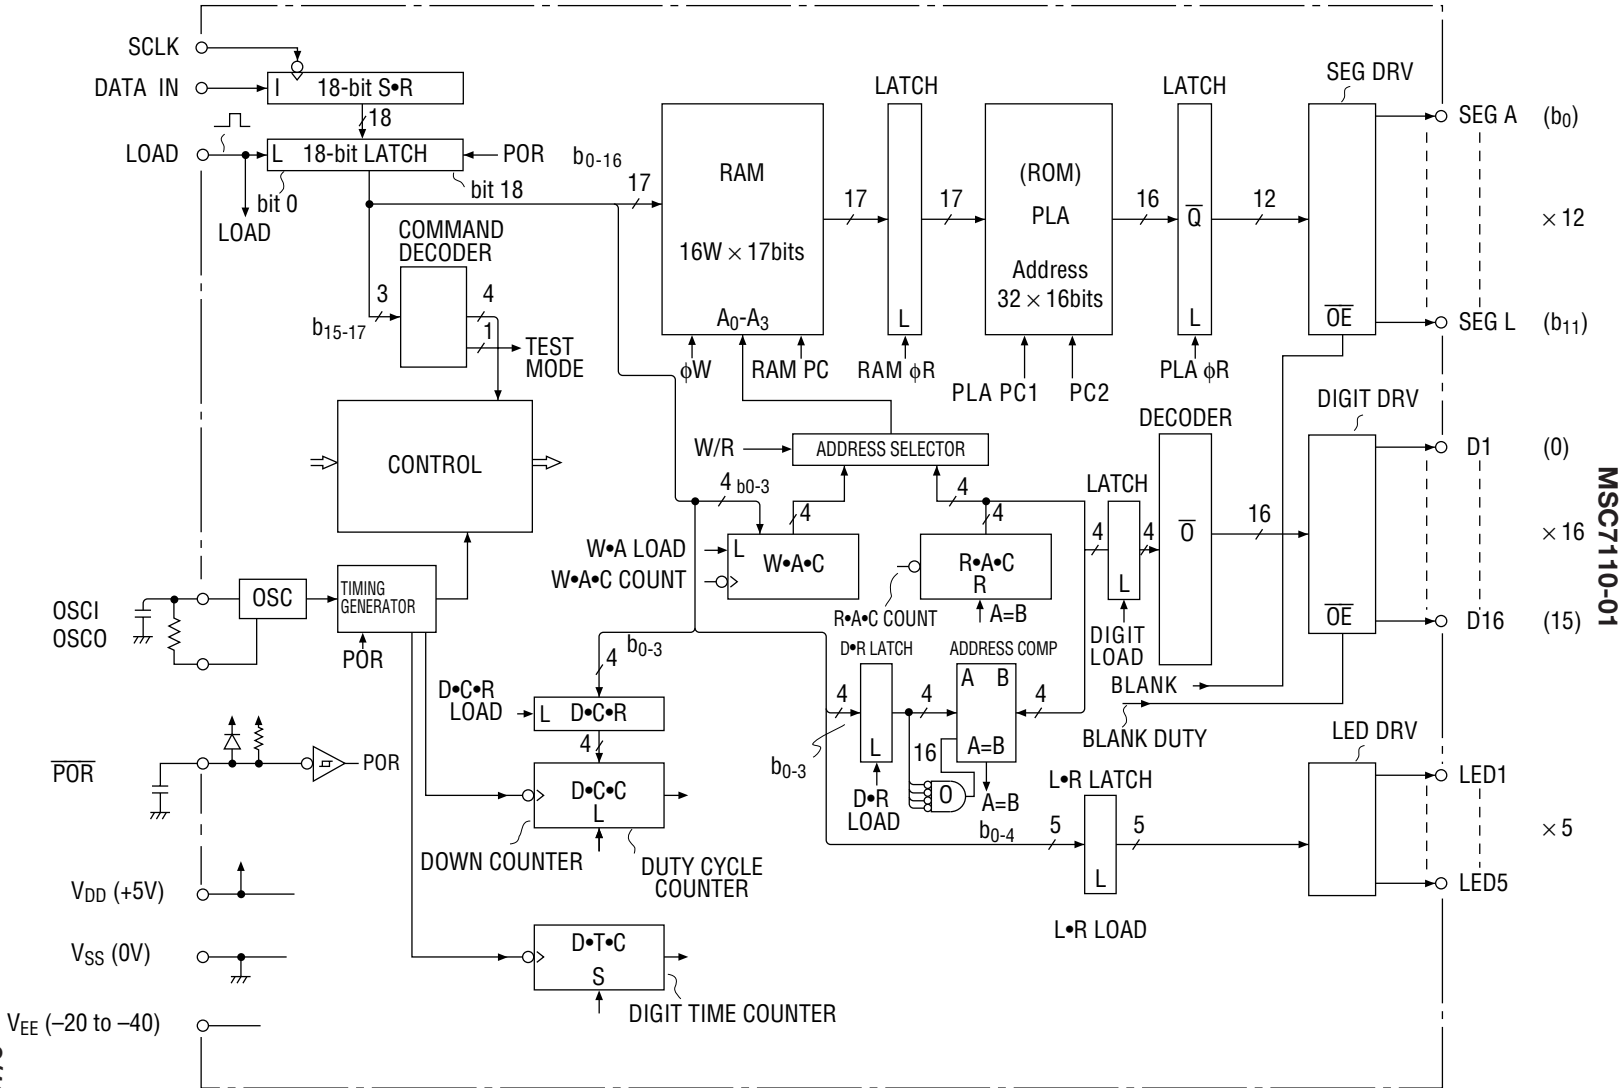 SCLK
DATA IN
I 18-bit S•R
18
LOAD
L 18-bit LATCH
POR
bit 0
bit 18
LOAD
b0-16
17
COMMAND
DECODER
3
b15-17
4
1
TEST
MODE
RAM
16W × 17bits
A0-A3
φW
RAM PC
17
LATCH
L
RAM φR
17
(ROM)
PLA
Address
32 × 16bits
PLA PC1
PC2
16
LATCH
Q̅
L
PLA φR
12
SEG DRV
O̅E̅
SEG A (b0)
× 12
SEG L (b11)
CONTROL
W/R
ADDRESS SELECTOR
4 b0-3
4
4
4
W•A LOAD
W•A•C COUNT
L
W•A•C
R•A•C
R
R•A•C COUNT
A=B
LATCH
4
4
L
DIGIT
LOAD
DECODER
O̅
16
DIGIT DRV
O̅E̅
D1 (0)
× 16
D16 (15)
MSC7110-01
OSCI
OSCO
OSC
TIMING
GENERATOR
POR
b0-3
4
D•C•R
LOAD
L D•C•R
4
D•C•C
L
DOWN COUNTER
DUTY CYCLE
COUNTER
D•R LATCH
4
b0-3
L
D•R
LOAD
4
ADDRESS COMP
A B
A=B
4
16
O
A=B
BLANK
BLANK DUTY
P̅O̅R̅
POR
b0-4
5
L•R LATCH
L
5
L•R LOAD
LED DRV
LED1
× 5
LED5
VDD (+5V)
VSS (0V)
VEE (–20 to –40)
D•T•C
S
DIGIT TIME COUNTER